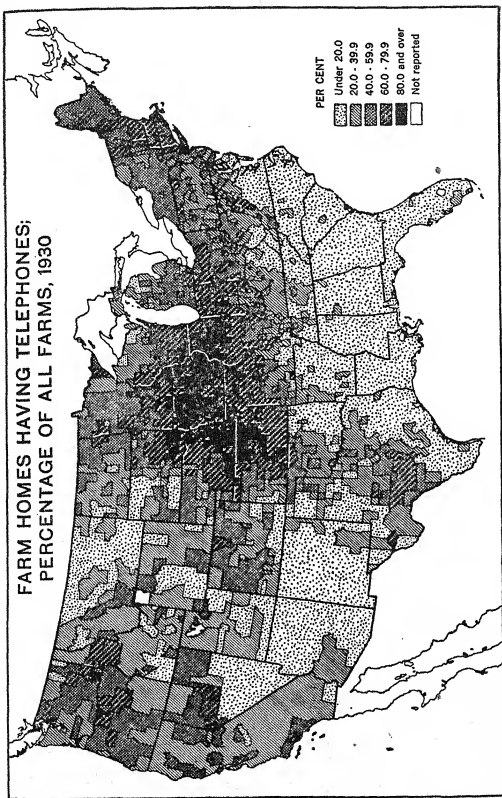 FARM HOMES HAVING TELEPHONES;
PERCENTAGE OF ALL FARMS, 1930
PER CENT
Under 20.0
20.0 - 39.9
40.0 - 59.9
60.0 - 79.9
80.0 and over
Not reported